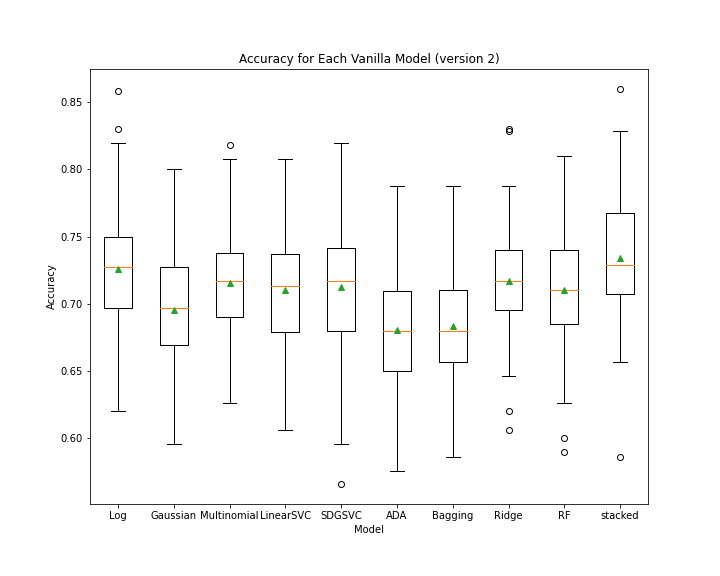 Accuracy for Each Vanilla Model (version 2)
0.85
0.80
0.75
0.70
0.65
0.60
Accuracy
Log Gaussian Multinomial LinearSVC SDGSVC ADA Bagging Ridge RF stacked
Model